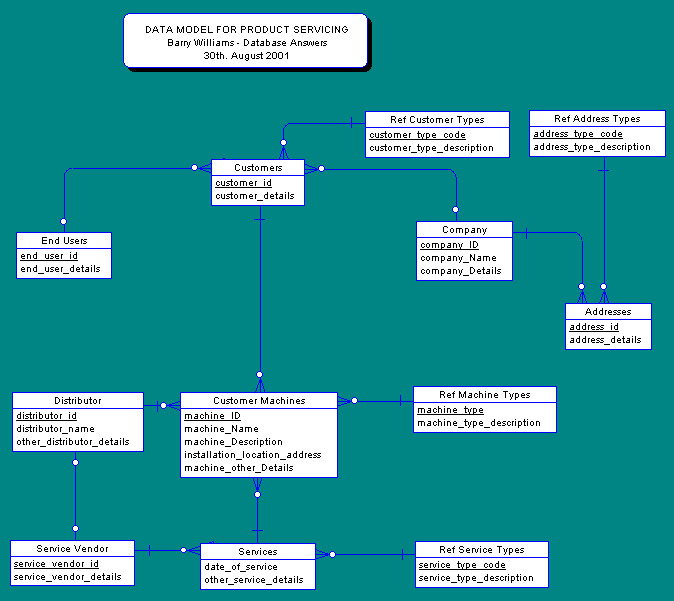 DATA MODEL FOR PRODUCT SERVICING
Barry Williams - Database Answers
30th. August 2001
Ref Customer Types
customer_type_code
customer_type_description
Ref Address Types
address_type_code
address_type_description
Customers
customer_id
customer_details
End Users
end_user_id
end_user_details
Company
company_ID
company_Name
company_Details
Addresses
address_id
address_details
Distributor
distributor_id
distributor_name
other_distributor_details
Customer Machines
machine_ID
machine_Name
machine_Description
installation_location_address
machine_other_Details
Ref Machine Types
machine_type
machine_type_description
Service Vendor
service_vendor_id
service_vendor_details
Services
date_of_service
other_service_details
Ref Service Types
service_type_code
service_type_description